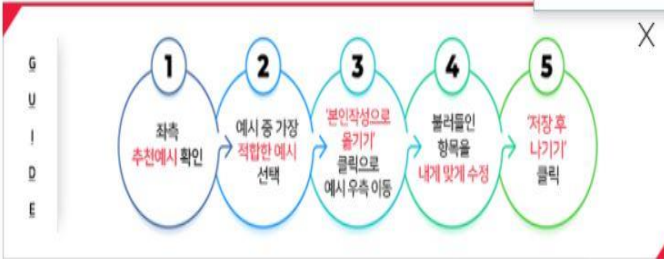 X
G
U
I
D
E
1
좌측
추천예시 확인
2
예시 중 가장
적합한 예시
선택
3
'본인작성으로
옮기기'
클릭으로
예시 우측 이동
4
불러들인
항목을
내게 맞게 수정
5
'저장 후
나기기'
클릭